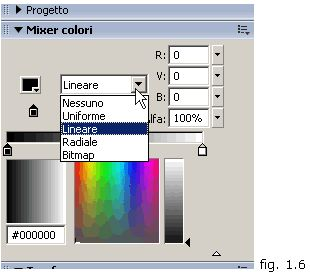 Progetto
Mixer colori
R: 0
Lineare
V: 0
B: 0
Nessuno
Uniforme
lfa: 100%
Lineare
Radiale
Bitmap
#000000
fig. 1.6